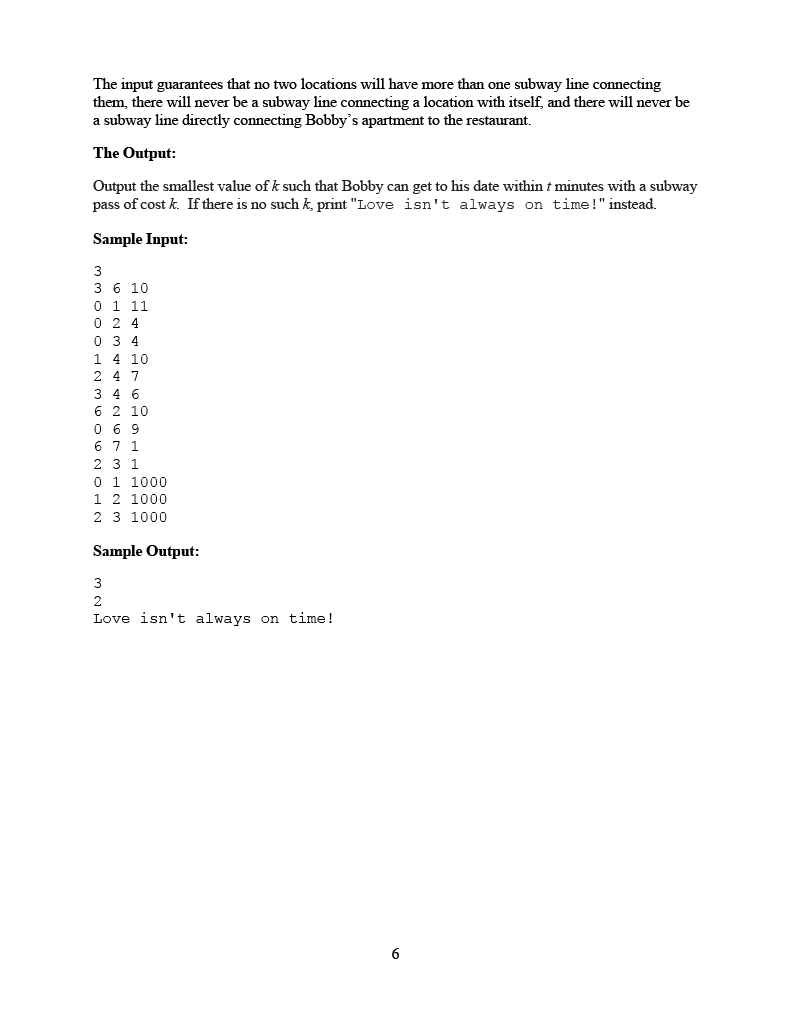 The input guarantees that no two locations will have more than one subway line connecting
them, there will never be a subway line connecting a location with itself, and there will never be
a subway line directly connecting Bobby's apartment to the restaurant.
The Output:
Output the smallest value of k such that Bobby can get to his date within t minutes with a subway
pass of cost k. If there is no such k, print "Love isn't always on time!" instead.
Sample Input:
3
3 6 10
0 1 11
0 2 4
0 3 4
1 4 10
2 4 7
3 4 6
6 2 10
0 6 9
6 7 1
2 3 1
0 1 1000
1 2 1000
2 3 1000
Sample Output:
3
2
Love isn't always on time!
6